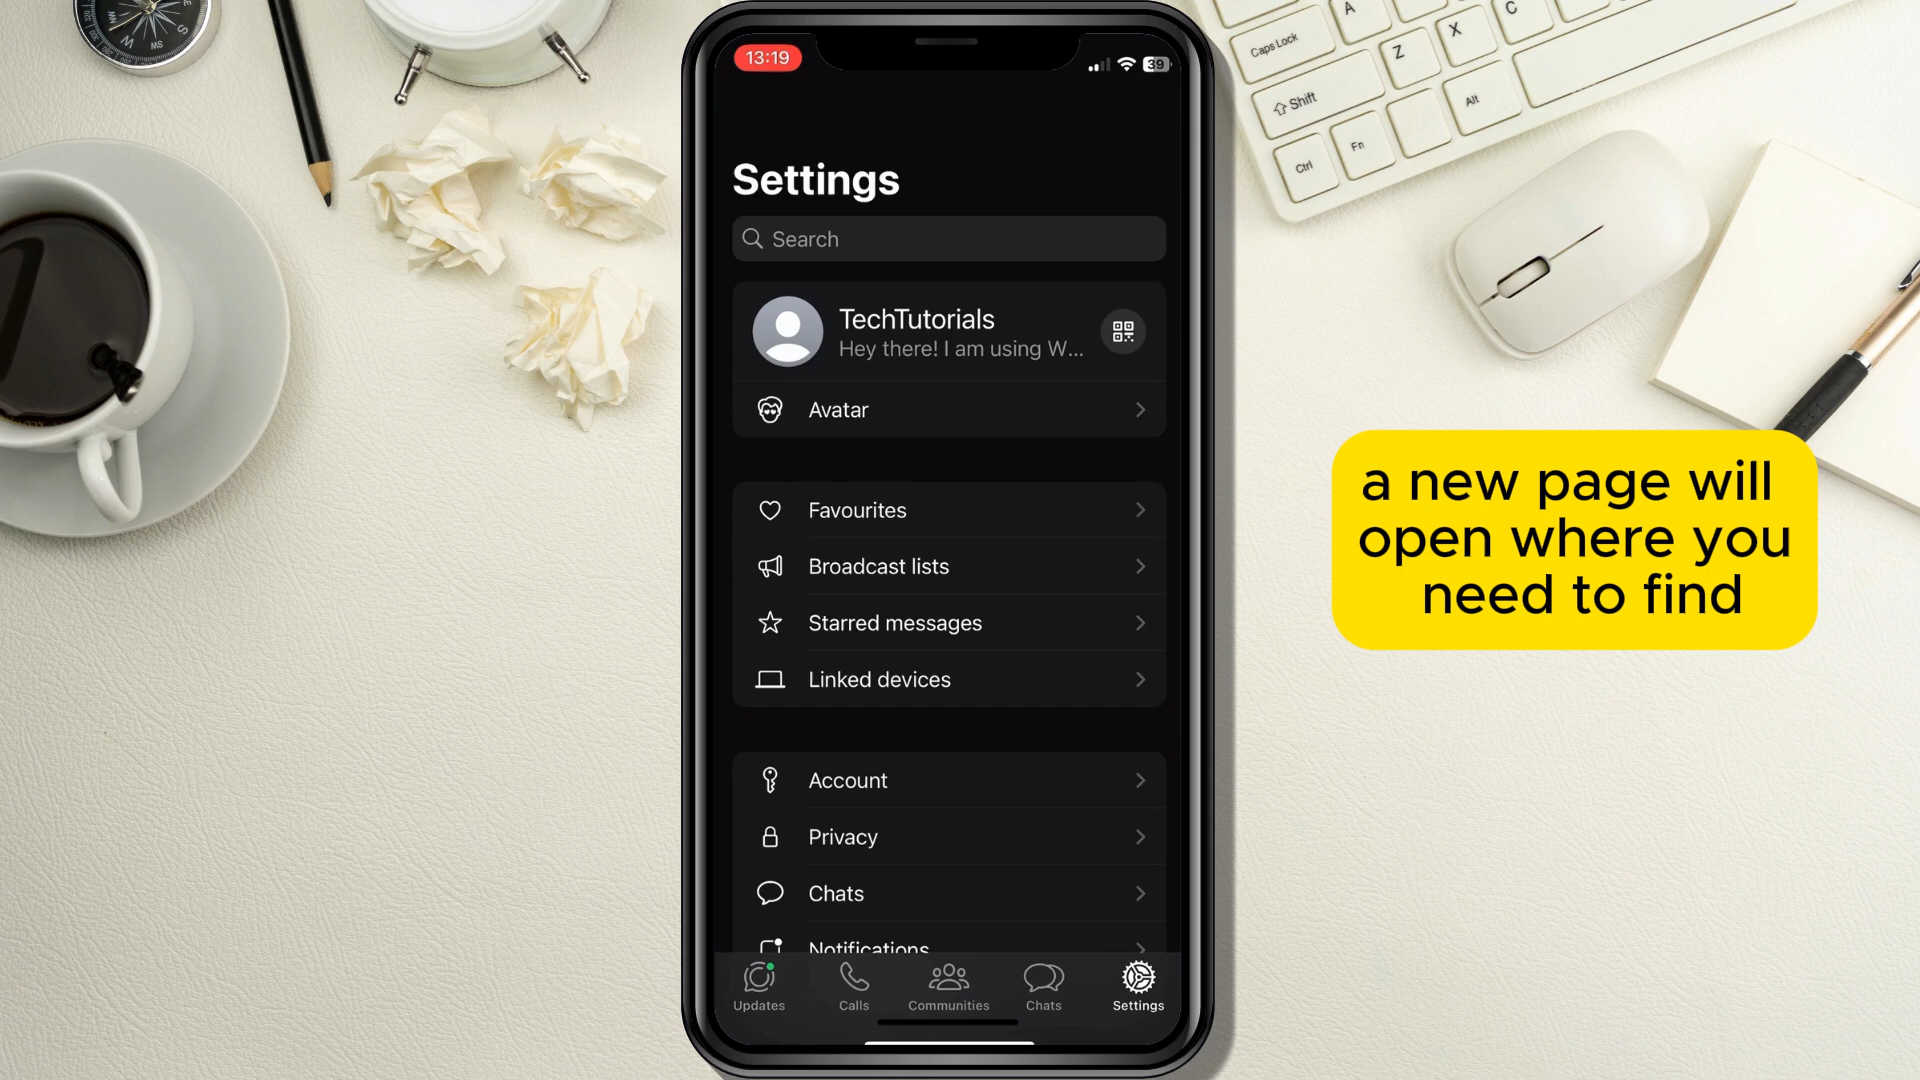 13:19
39
Settings
Search
TechTutorials
Hey there! I am using W...
Avatar
Favourites
Broadcast lists
Starred messages
Linked devices
Account
Privacy
Chats
Notifications
Updates
Calls
Communities
Chats
Settings
a new page will
open where you
need to find
Caps Lock
A
Z
X
C
Shift
Alt
Fn
Ctrl
W
SW
S